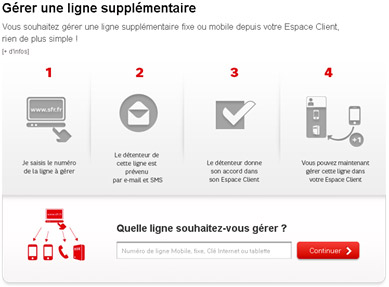 Gérer une ligne supplémentaire
Vous souhaitez gérer une ligne supplémentaire fixe ou mobile depuis votre Espace Client,
rien de plus simple !
[+ d'infos]
1
2
3
4
www.sfr.fr
+1
Je saisis le numéro
de la ligne à gérer
Le détenteur de
cette ligne est
prévenu
par e-mail et SMS
Le détenteur donne
son accord dans
son Espace Client
Vous pouvez maintenant
gérer cette ligne dans
votre Espace Client
www.sfr.fr
Quelle ligne souhaitez-vous gérer ?
Numéro de ligne Mobile, fixe, Clé Internet ou tablette
Continuer